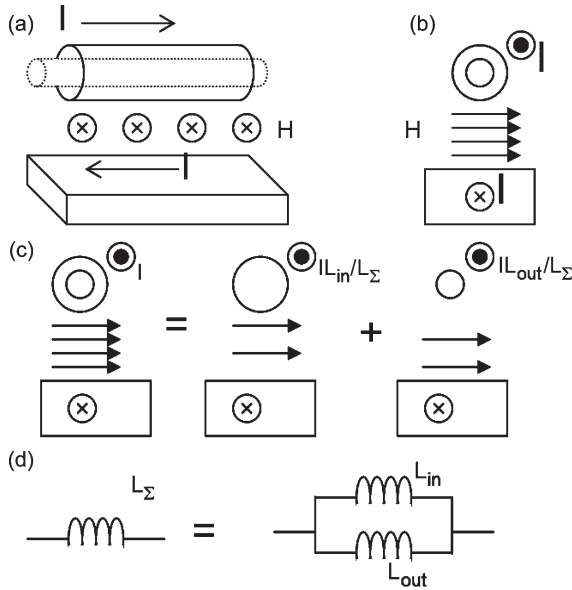 (a)
I
H
I
(b)
I
H
I
(c)
I
=
IL_in/L_Σ
+
IL_out/L_Σ
(d)
L_Σ
=
L_in
L_out